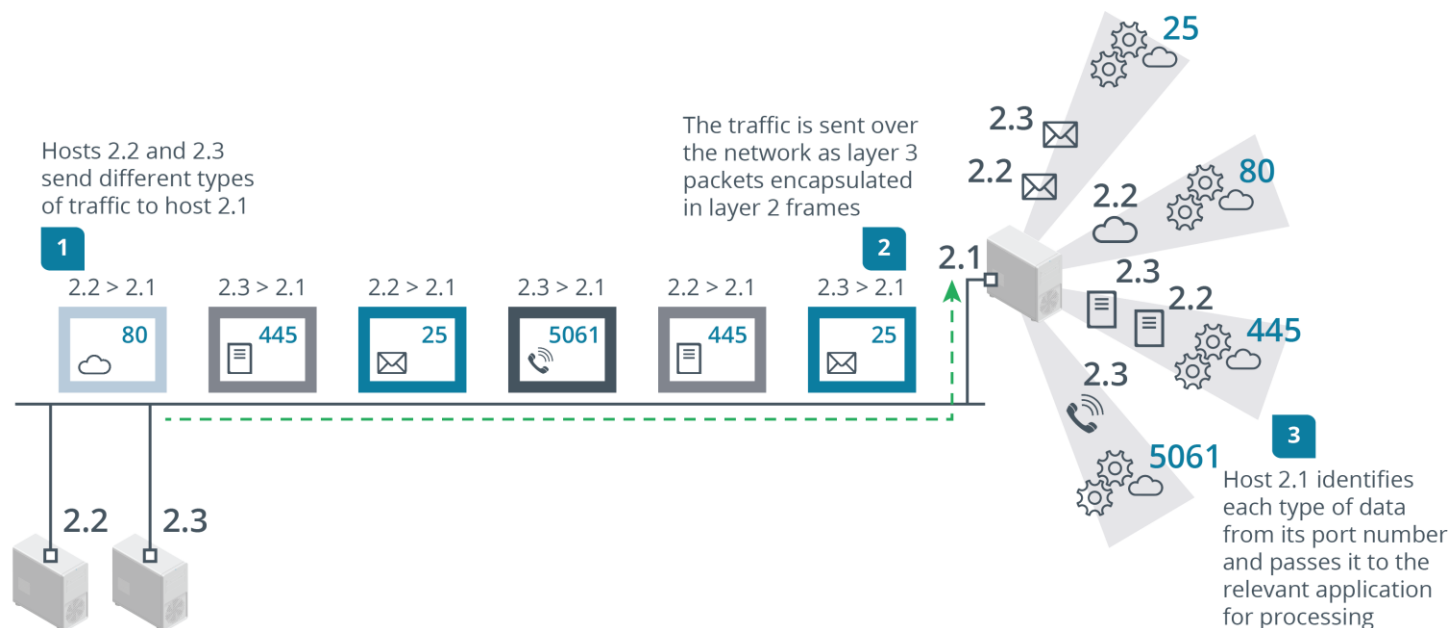 Hosts 2.2 and 2.3
send different types
of traffic to host 2.1
1
The traffic is sent over
the network as layer 3
packets encapsulated
in layer 2 frames
2
2.2 > 2.1
2.3 > 2.1
2.2 > 2.1
2.3 > 2.1
2.2 > 2.1
2.3 > 2.1
80
445
25
5061
445
25
2.2
2.3
2.1
25
2.3
2.2
80
2.2
2.3
2.2
445
2.3
5061
3
Host 2.1 identifies
each type of data
from its port number
and passes it to the
relevant application
for processing